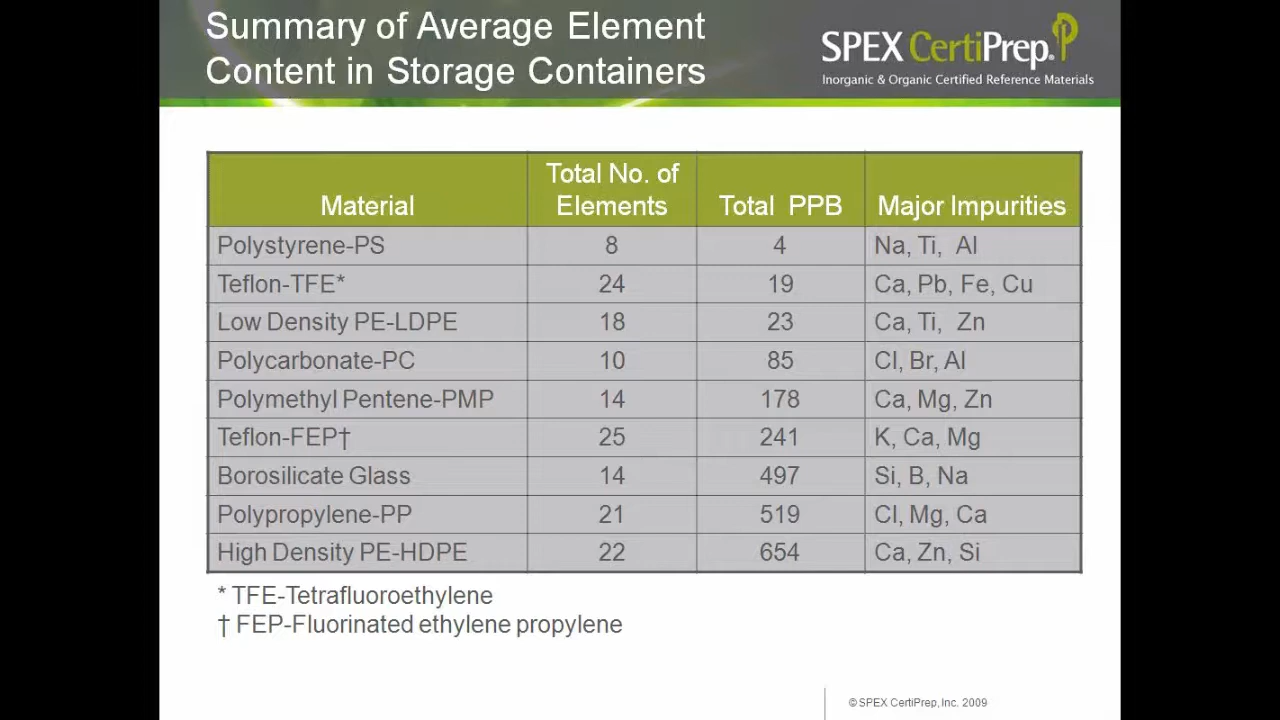 Summary of Average Element
Content in Storage Containers
SPEX CertiPrep.
Inorganic & Organic Certified Reference Materials
Material Total No. of Elements Total PPB Major Impurities
Polystyrene-PS 8 4 Na, Ti, Al
Teflon-TFE* 24 19 Ca, Pb, Fe, Cu
Low Density PE-LDPE 18 23 Ca, Ti, Zn
Polycarbonate-PC 10 85 Cl, Br, Al
Polymethyl Pentene-PMP 14 178 Ca, Mg, Zn
Teflon-FEP† 25 241 K, Ca, Mg
Borosilicate Glass 14 497 Si, B, Na
Polypropylene-PP 21 519 Cl, Mg, Ca
High Density PE-HDPE 22 654 Ca, Zn, Si
* TFE-Tetrafluoroethylene
† FEP-Fluorinated ethylene propylene
© SPEX CertiPrep, Inc. 2009